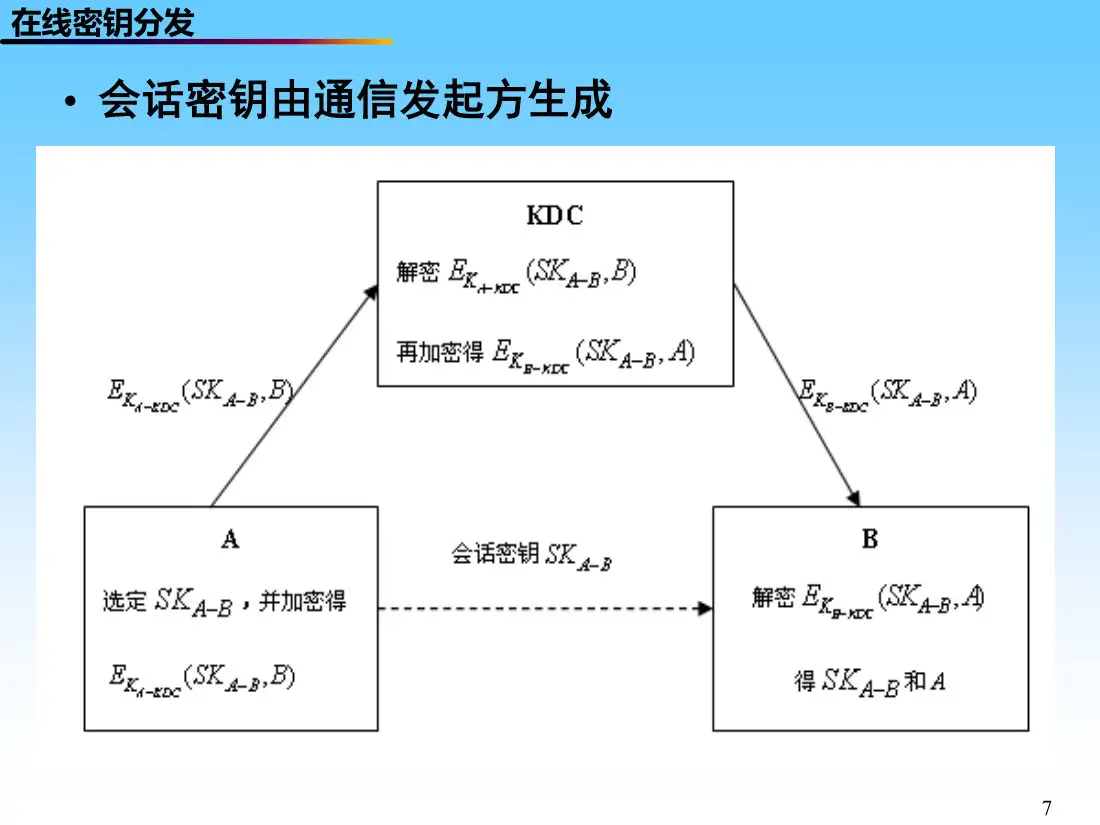 在线密钥分发
• 会话密钥由通信发起方生成
KDC
解密 E_{K_{A-KDC}}(SK_{A-B},B)
再加密得 E_{K_{B-KDC}}(SK_{A-B},A)
E_{K_{A-KDC}}(SK_{A-B},B)
E_{K_{B-KDC}}(SK_{A-B},A)
A
选定 SK_{A-B},并加密得
E_{K_{A-KDC}}(SK_{A-B},B)
会话密钥 SK_{A-B}
B
解密 E_{K_{B-KDC}}(SK_{A-B},A)
得 SK_{A-B} 和 A
7